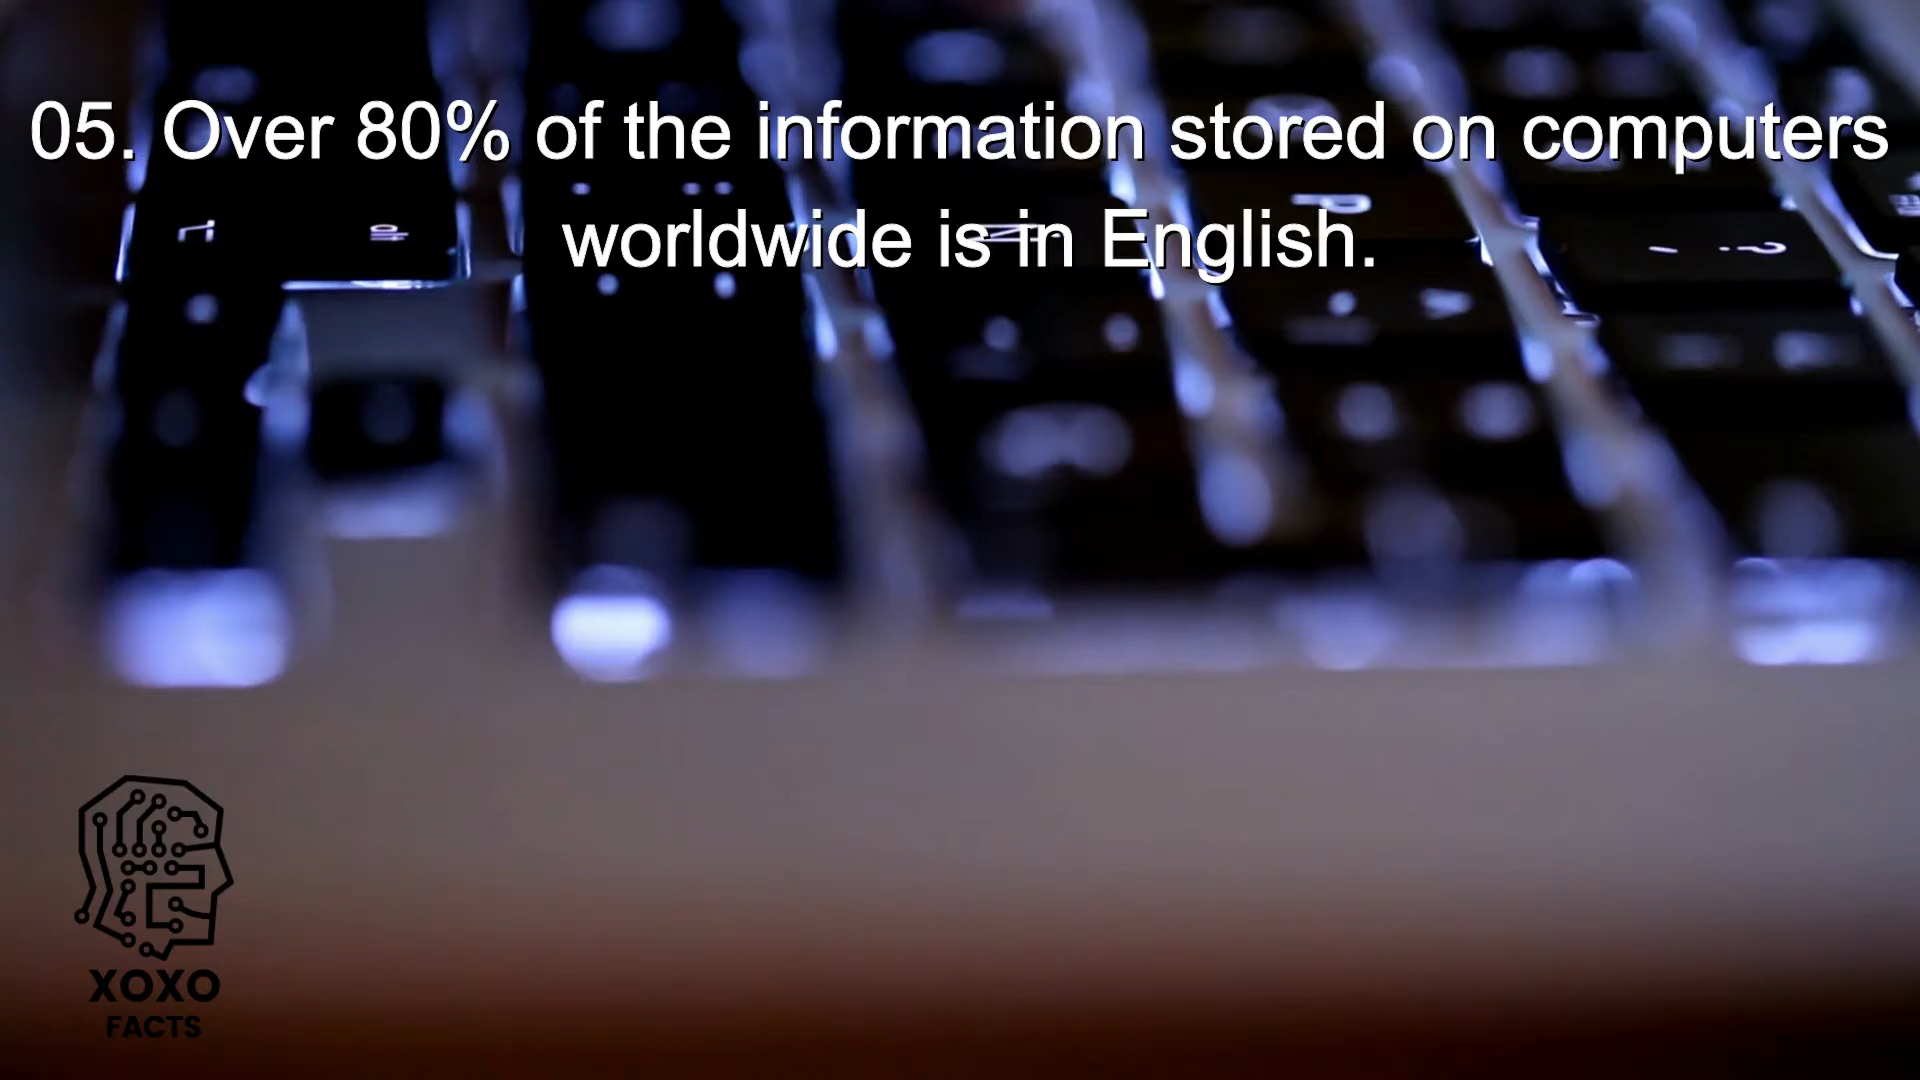 05. Over 80% of the information stored on computers
worldwide is in English.
XOXO
FACTS